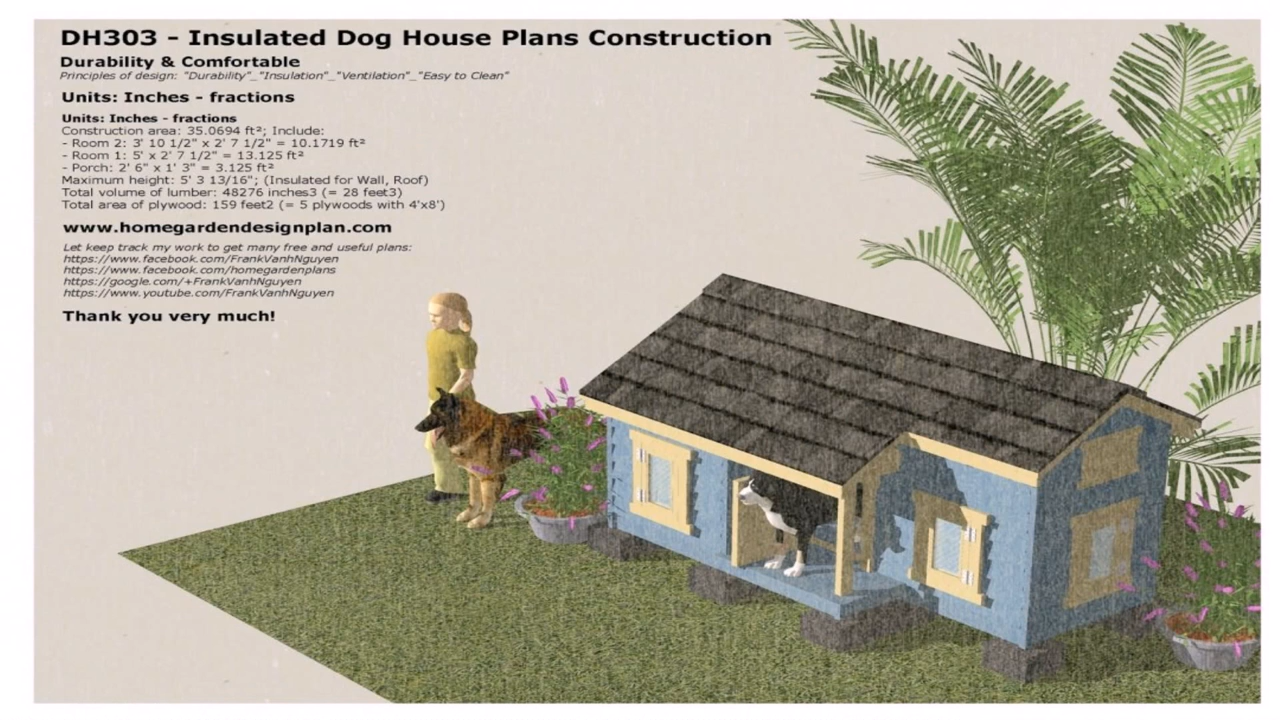 DH303 - Insulated Dog House Plans Construction
Durability & Comfortable
Principles of design: "Durability"_"Insulation"_"Ventilation"_"Easy to Clean"
Units: Inches - fractions
Units: Inches - fractions
Construction area: 35.0694 ft²; Include:
- Room 2: 3' 10 1/2" x 2' 7 1/2" = 10.1719 ft²
- Room 1: 5' x 2' 7 1/2" = 13.125 ft²
- Porch: 2' 6" x 1' 3" = 3.125 ft²
Maximum height: 5' 3 13/16"; (Insulated for Wall, Roof)
Total volume of lumber: 48276 inches3 (= 28 feet3)
Total area of plywood: 159 feet2 (= 5 plywoods with 4'x8')
www.homegardendesignplan.com
Let keep track my work to get many free and useful plans:
https://www.facebook.com/FrankVanhNguyen
https://www.facebook.com/homegardenplans
https://google.com/+FrankVanhNguyen
https://www.youtube.com/FrankVanhNguyen
Thank you very much!